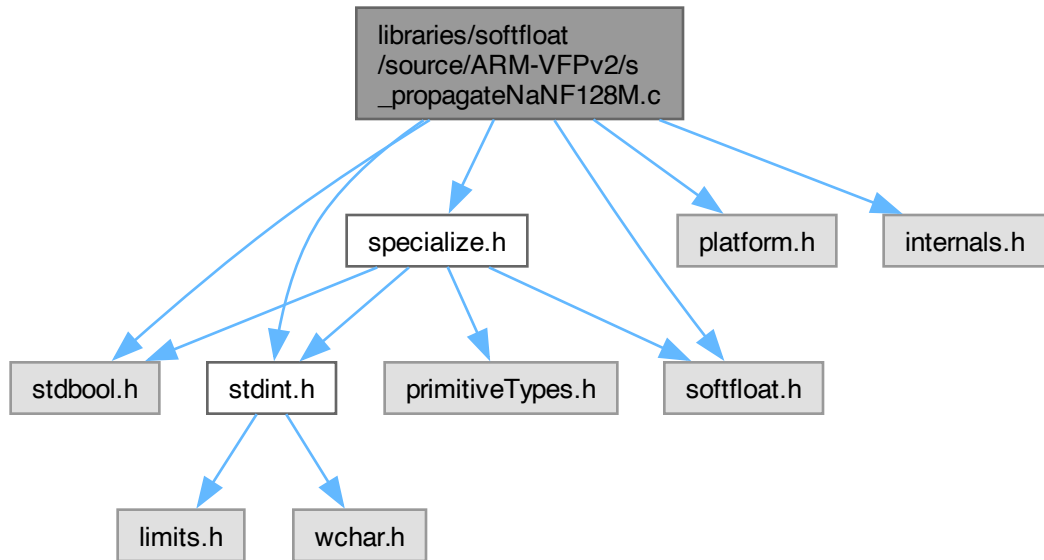 libraries/softfloat
/source/ARM-VFPv2/s
_propagateNaNF128M.c
specialize.h
platform.h
internals.h
stdbool.h
stdint.h
primitiveTypes.h
softfloat.h
limits.h
wchar.h